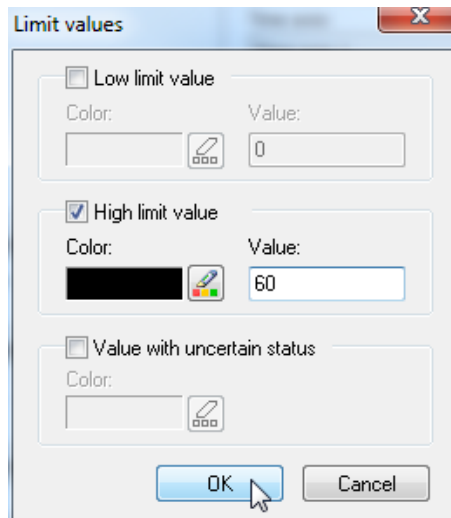 Limit values
Low limit value
Color: Value:
0
High limit value
Color: Value:
60
Value with uncertain status
Color:
OK Cancel